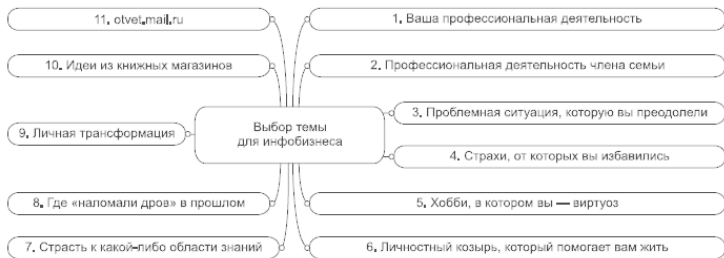 Выбор темы
для инфобизнеса
1. Ваша профессиональная деятельность
2. Профессиональная деятельность члена семьи
3. Проблемная ситуация, которую вы преодолели
4. Страхи, от которых вы избавились
5. Хобби, в котором вы — виртуоз
6. Личностный козырь, который помогает вам жить
7. Страсть к какой-либо области знаний
8. Где «наломали дров» в прошлом
9. Личная трансформация
10. Идеи из книжных магазинов
11. otvet.mail.ru